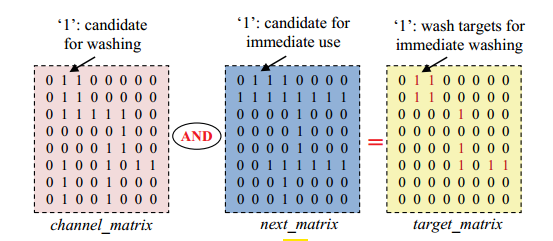 ‘1’: candidate for washing
‘1’: candidate for immediate use
‘1’: wash targets for immediate washing
0 1 1 0 0 0 0 0
0 1 1 0 0 0 0 0
0 1 1 1 1 1 0 0
0 0 0 0 0 1 0 0
0 0 0 0 1 1 0 0
0 1 0 0 1 0 1 1
0 1 0 0 1 0 0 0
0 1 0 0 1 0 0 0
channel_matrix
AND
0 1 1 1 0 0 0 0
1 1 1 1 1 1 1 1
0 0 0 0 1 0 0 0
0 0 0 0 1 0 0 0
0 0 0 0 1 0 0 0
0 0 1 1 1 1 1 1
0 0 0 1 0 0 0 0
0 0 0 1 0 0 0 0
next_matrix
=
0 1 1 0 0 0 0 0
0 1 1 0 0 0 0 0
0 0 0 0 1 0 0 0
0 0 0 0 0 0 0 0
0 0 0 0 1 0 0 0
0 0 0 0 1 0 1 1
0 0 0 0 0 0 0 0
0 0 0 0 0 0 0 0
target_matrix